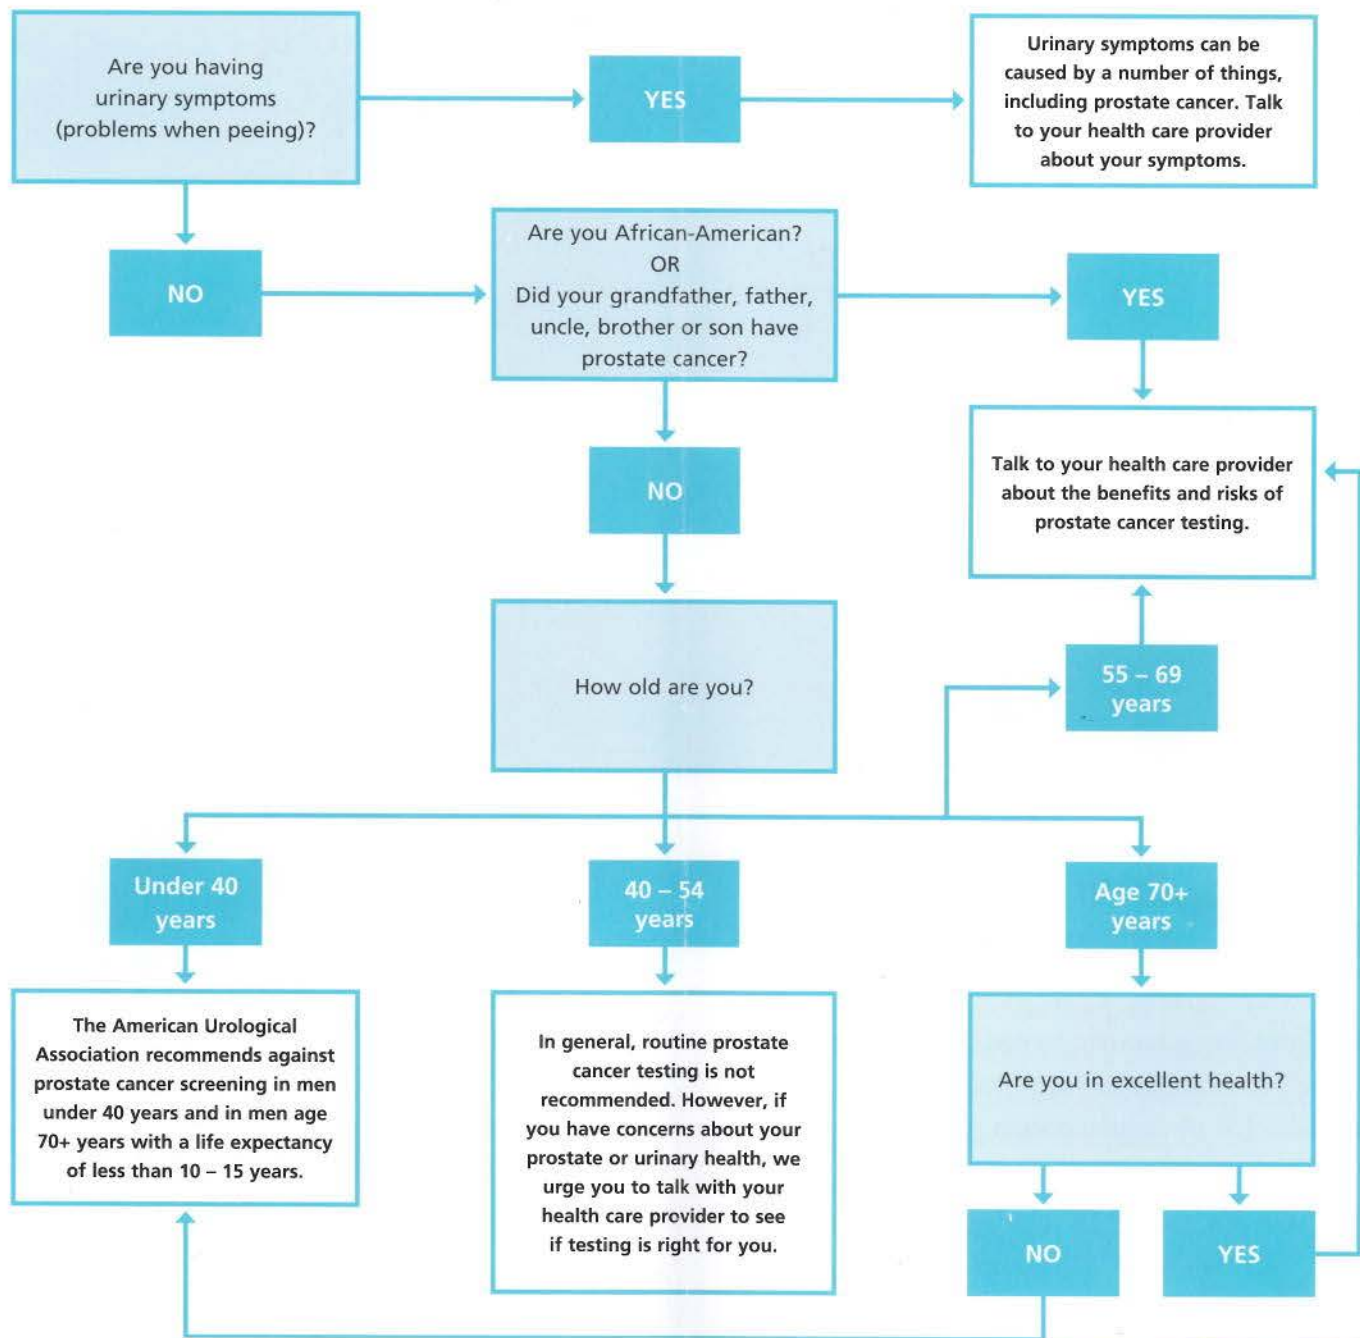 Are you having
urinary symptoms
(problems when peeing)?
YES
Urinary symptoms can be
caused by a number of things,
including prostate cancer. Talk
to your health care provider
about your symptoms.
NO
Are you African-American?
OR
Did your grandfather, father,
uncle, brother or son have
prostate cancer?
YES
NO
Talk to your health care provider
about the benefits and risks of
prostate cancer testing.
How old are you?
55 – 69
years
Under 40
years
40 – 54
years
Age 70+
years
The American Urological
Association recommends against
prostate cancer screening in men
under 40 years and in men age
70+ years with a life expectancy
of less than 10 – 15 years.
In general, routine prostate
cancer testing is not
recommended. However, if
you have concerns about your
prostate or urinary health, we
urge you to talk with your
health care provider to see
if testing is right for you.
Are you in excellent health?
NO
YES